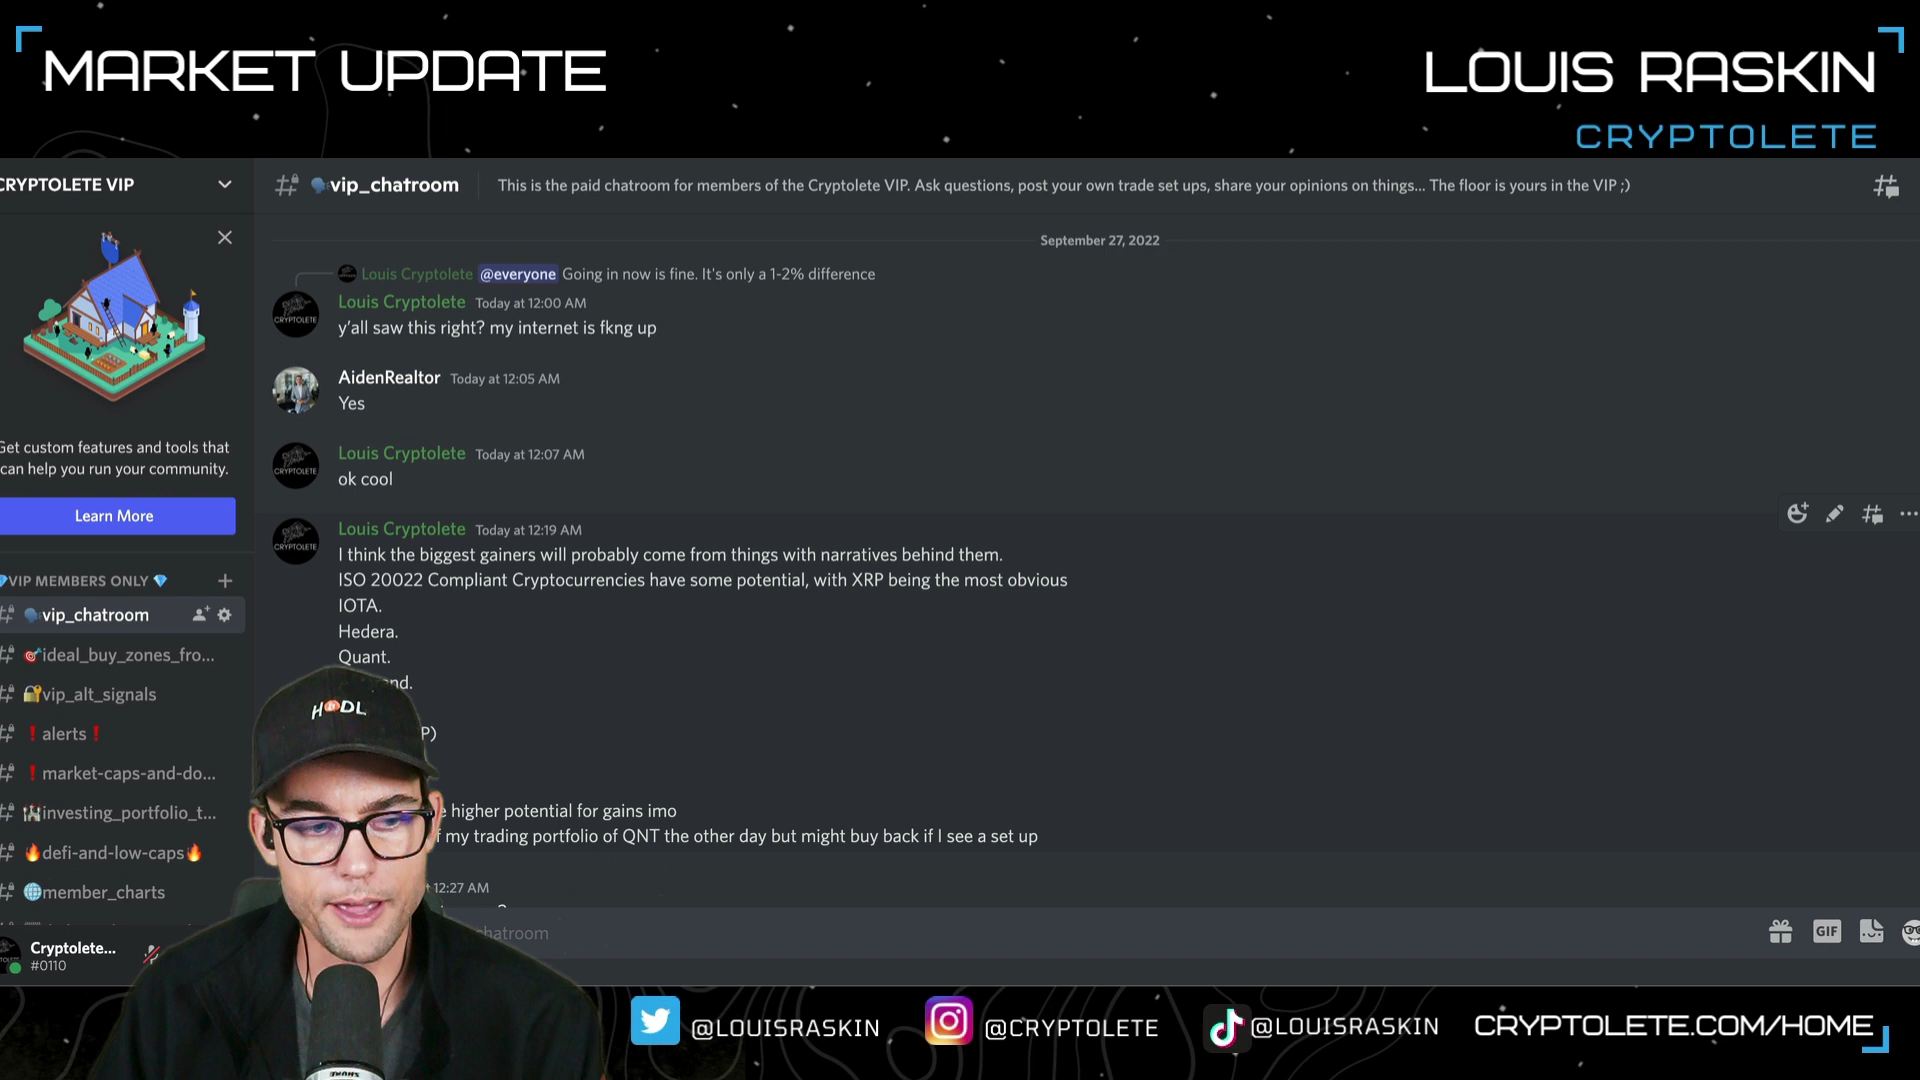 MARKET UPDATE
LOUIS RASKIN
CRYPTOLETE
CRYPTOLETE VIP
vip_chatroom
This is the paid chatroom for members of the Cryptolete VIP. Ask questions, post your own trade set ups, share your opinions on things... The floor is yours in the VIP ;)
Get custom features and tools that
can help you run your community.
Learn More
VIP MEMBERS ONLY
vip_chatroom
ideal_buy_zones_fro...
vip_alt_signals
alerts
market-caps-and-do...
investing_portfolio_t...
defi-and-low-caps
member_charts
Cryptolete...
#0110
September 27, 2022
Louis Cryptolete @everyone Going in now is fine. It's only a 1-2% difference
CRYPTOLETE
Louis Cryptolete Today at 12:00 AM
y'all saw this right? my internet is fkng up
AidenRealtor Today at 12:05 AM
Yes
CRYPTOLETE
Louis Cryptolete Today at 12:07 AM
ok cool
CRYPTOLETE
Louis Cryptolete Today at 12:19 AM
I think the biggest gainers will probably come from things with narratives behind them.
ISO 20022 Compliant Cryptocurrencies have some potential, with XRP being the most obvious
IOTA.
Hedera.
Quant.
nd.
P)
higher potential for gains imo
my trading portfolio of QNT the other day but might buy back if I see a set up
12:27 AM
chatroom
GIF
HODL
SHURE
@LOUISRASKIN
@CRYPTOLETE
@LOUISRASKIN
CRYPTOLETE.COM/HOME